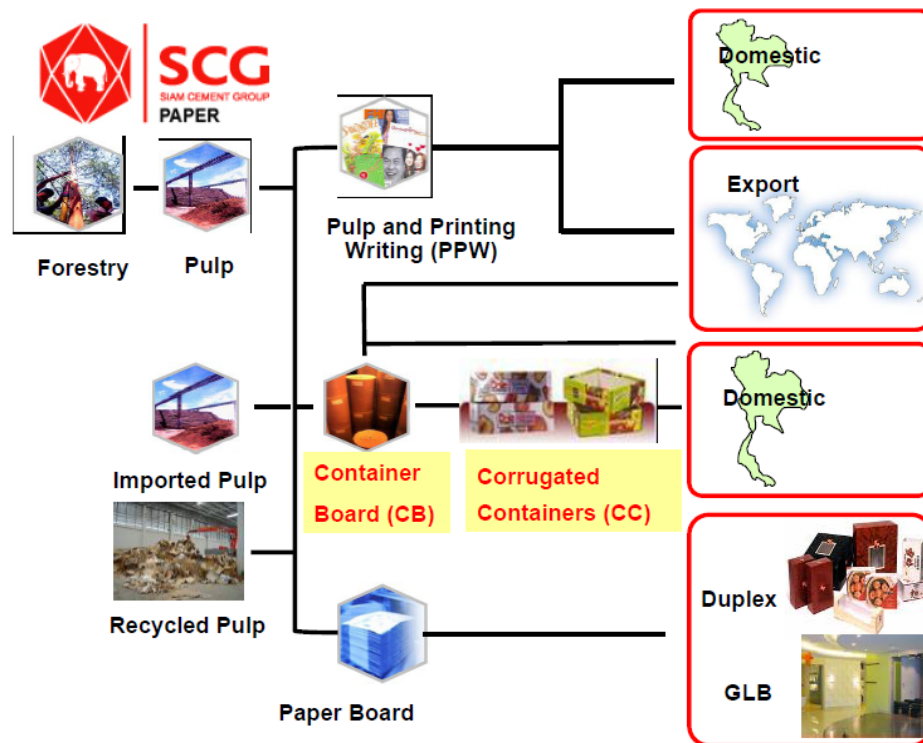 SCG
SIAM CEMENT GROUP
PAPER
Domestic
Export
Forestry
Pulp
Pulp and Printing
Writing (PPW)
Imported Pulp
Container
Board (CB)
Corrugated
Containers (CC)
Domestic
Recycled Pulp
Paper Board
Duplex
GLB